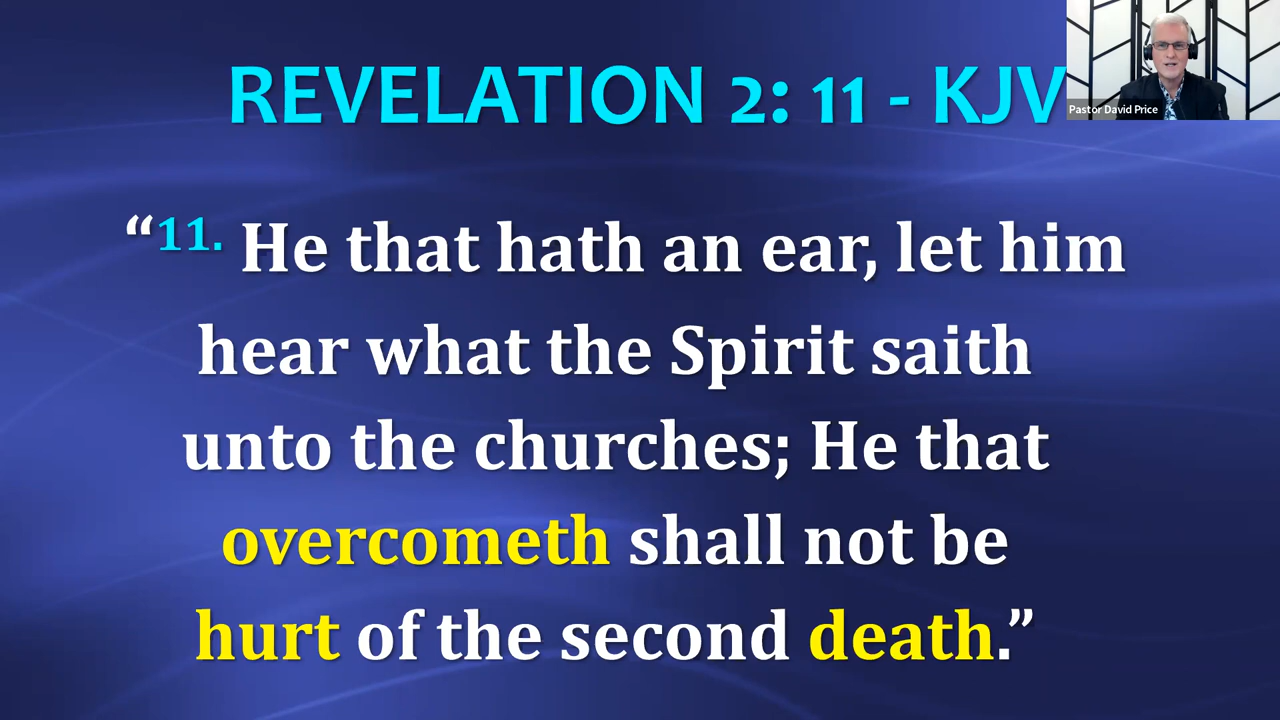 REVELATION 2: 11 - KJV
Pastor David Price
“11. He that hath an ear, let him
hear what the Spirit saith
unto the churches; He that
overcometh shall not be
hurt of the second death.”